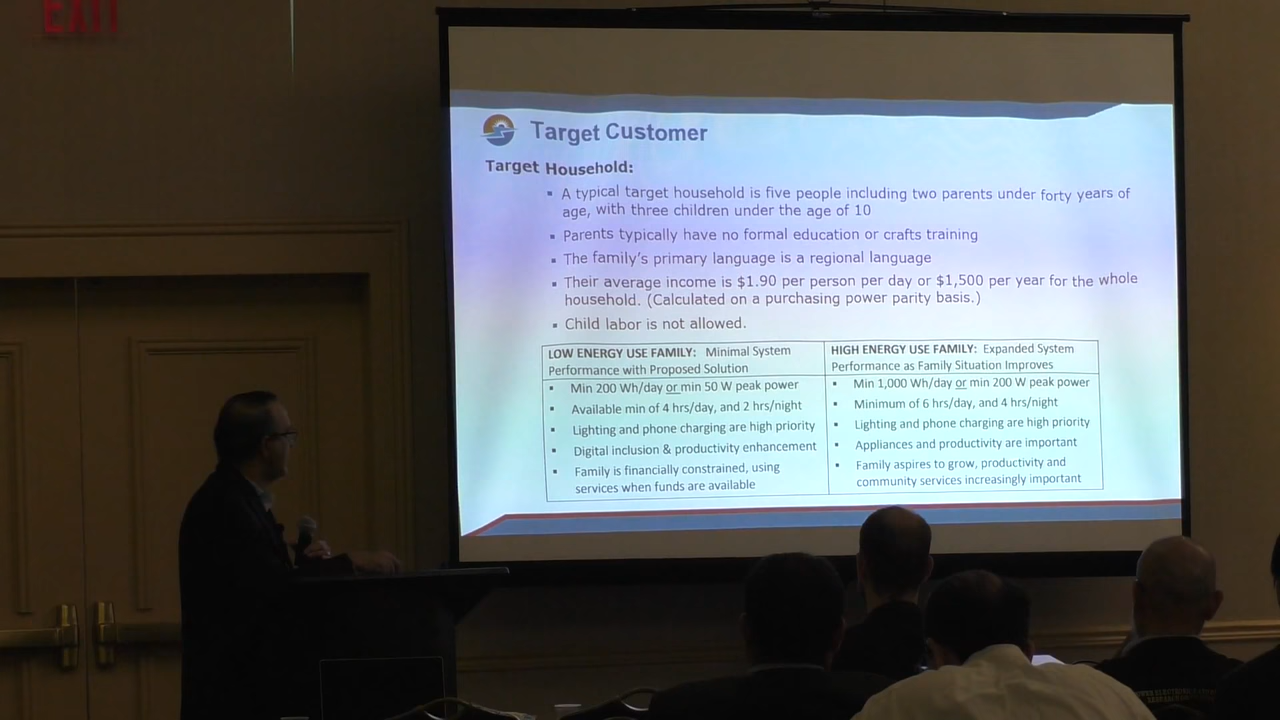 EXIT
Target Customer
Target Household:
▪ A typical target household is five people including two parents under forty years of
age, with three children under the age of 10
▪ Parents typically have no formal education or crafts training
▪ The family's primary language is a regional language
▪ Their average income is $1.90 per person per day or $1,500 per year for the whole
household. (Calculated on a purchasing power parity basis.)
▪ Child labor is not allowed.
LOW ENERGY USE FAMILY: Minimal System
Performance with Proposed Solution
▪ Min 200 Wh/day or min 50 W peak power
▪ Available min of 4 hrs/day, and 2 hrs/night
▪ Lighting and phone charging are high priority
▪ Digital inclusion & productivity enhancement
▪ Family is financially constrained, using
services when funds are available
HIGH ENERGY USE FAMILY: Expanded System
Performance as Family Situation Improves
▪ Min 1,000 Wh/day or min 200 W peak power
▪ Minimum of 6 hrs/day, and 4 hrs/night
▪ Lighting and phone charging are high priority
▪ Appliances and productivity are important
▪ Family aspires to grow, productivity and
community services increasingly important